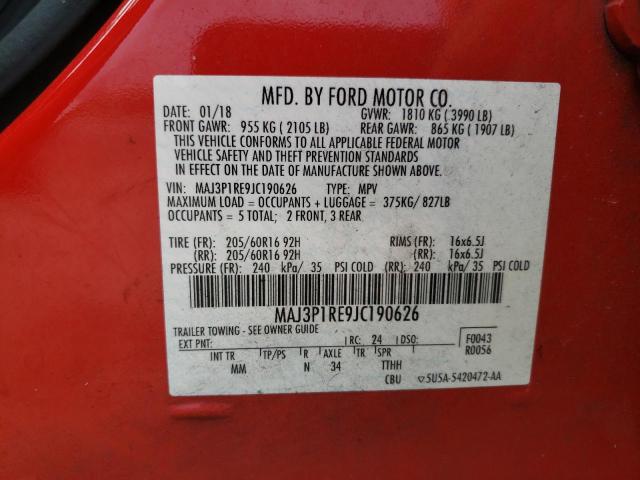 MFD. BY FORD MOTOR CO.
DATE: 01/18 GVWR: 1810 KG ( 3990 LB)
FRONT GAWR: 955 KG ( 2105 LB) REAR GAWR: 865 KG ( 1907 LB)
THIS VEHICLE CONFORMS TO ALL APPLICABLE FEDERAL MOTOR
VEHICLE SAFETY AND THEFT PREVENTION STANDARDS
IN EFFECT ON THE DATE OF MANUFACTURE SHOWN ABOVE.
VIN: MAJ3P1RE9JC190626 TYPE: MPV
MAXIMUM LOAD = OCCUPANTS + LUGGAGE = 375KG/ 827LB
OCCUPANTS = 5 TOTAL; 2 FRONT, 3 REAR
TIRE (FR): 205/60R16 92H RIMS (FR): 16x6.5J
(RR): 205/60R16 92H (RR): 16x6.5J
PRESSURE (FR): 240 kPa/ 35 PSI COLD (RR): 240 kPa/ 35 PSI COLD
MAJ3P1RE9JC190626
TRAILER TOWING - SEE OWNER GUIDE
EXT PNT: RC: 24 DSO: F0043
R0056
INT TR TP/PS R AXLE TR SPR
MM N 34 TTHH
CBU 5U5A-5420472-AA